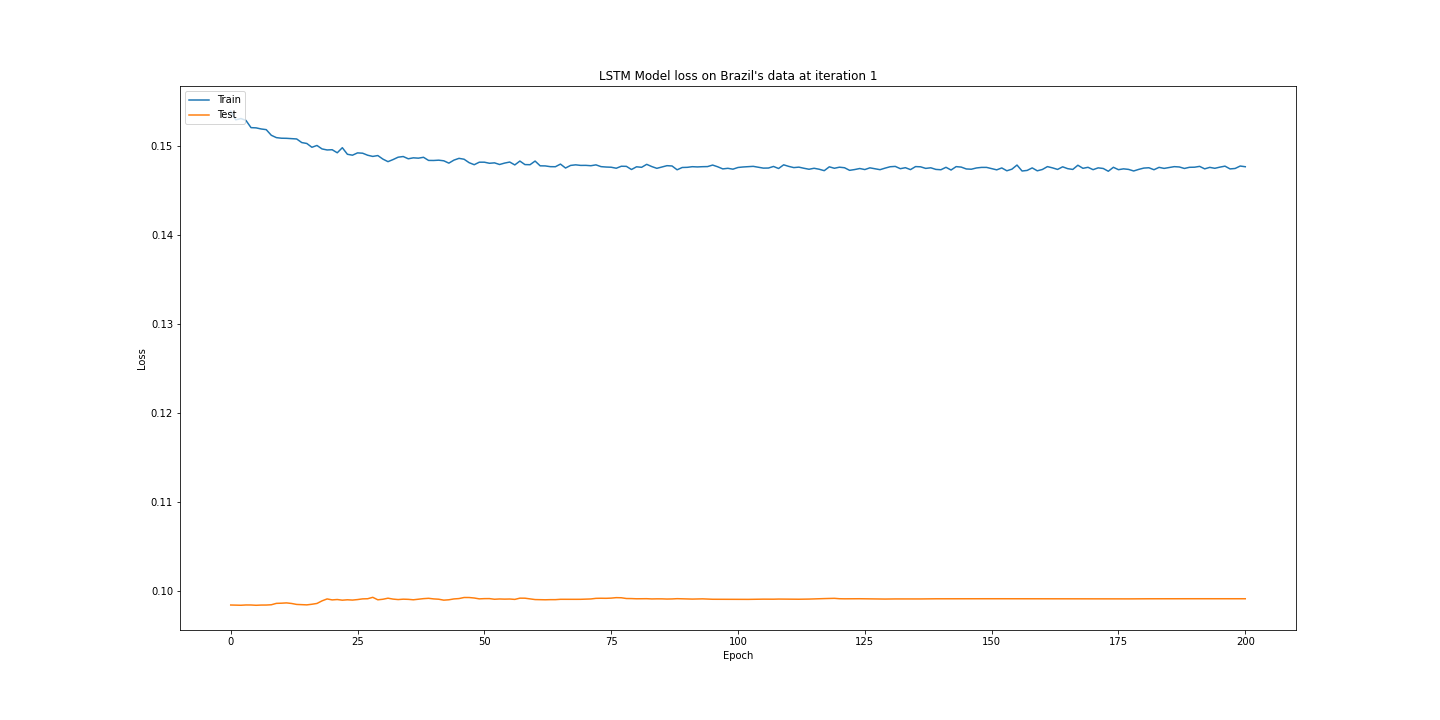 LSTM Model loss on Brazil's data at iteration 1
Train
Test
0.15
0.14
0.13
0.12
0.11
0.10
Loss
0 25 50 75 100 125 150 175 200
Epoch